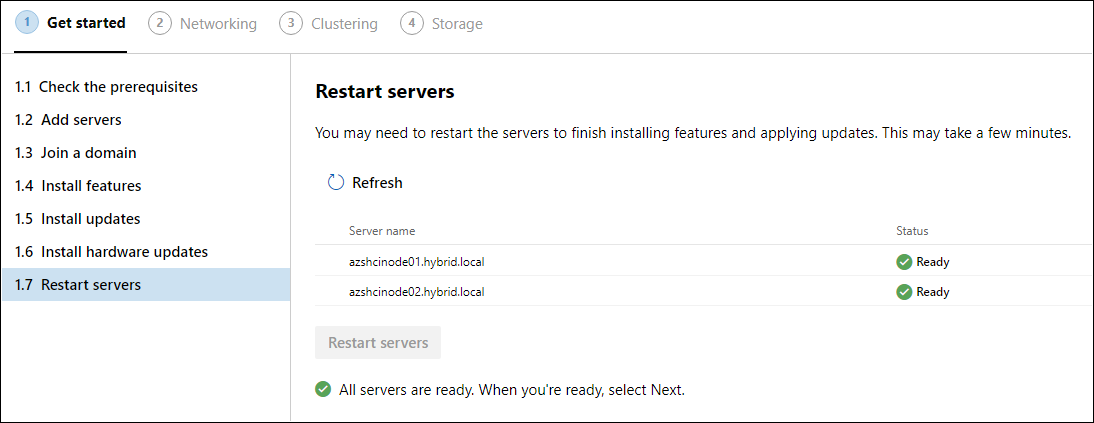 1 Get started 2 Networking 3 Clustering 4 Storage
1.1 Check the prerequisites
1.2 Add servers
1.3 Join a domain
1.4 Install features
1.5 Install updates
1.6 Install hardware updates
1.7 Restart servers
Restart servers
You may need to restart the servers to finish installing features and applying updates. This may take a few minutes.
Refresh
Server name Status
azshcinode01.hybrid.local Ready
azshcinode02.hybrid.local Ready
Restart servers
All servers are ready. When you're ready, select Next.